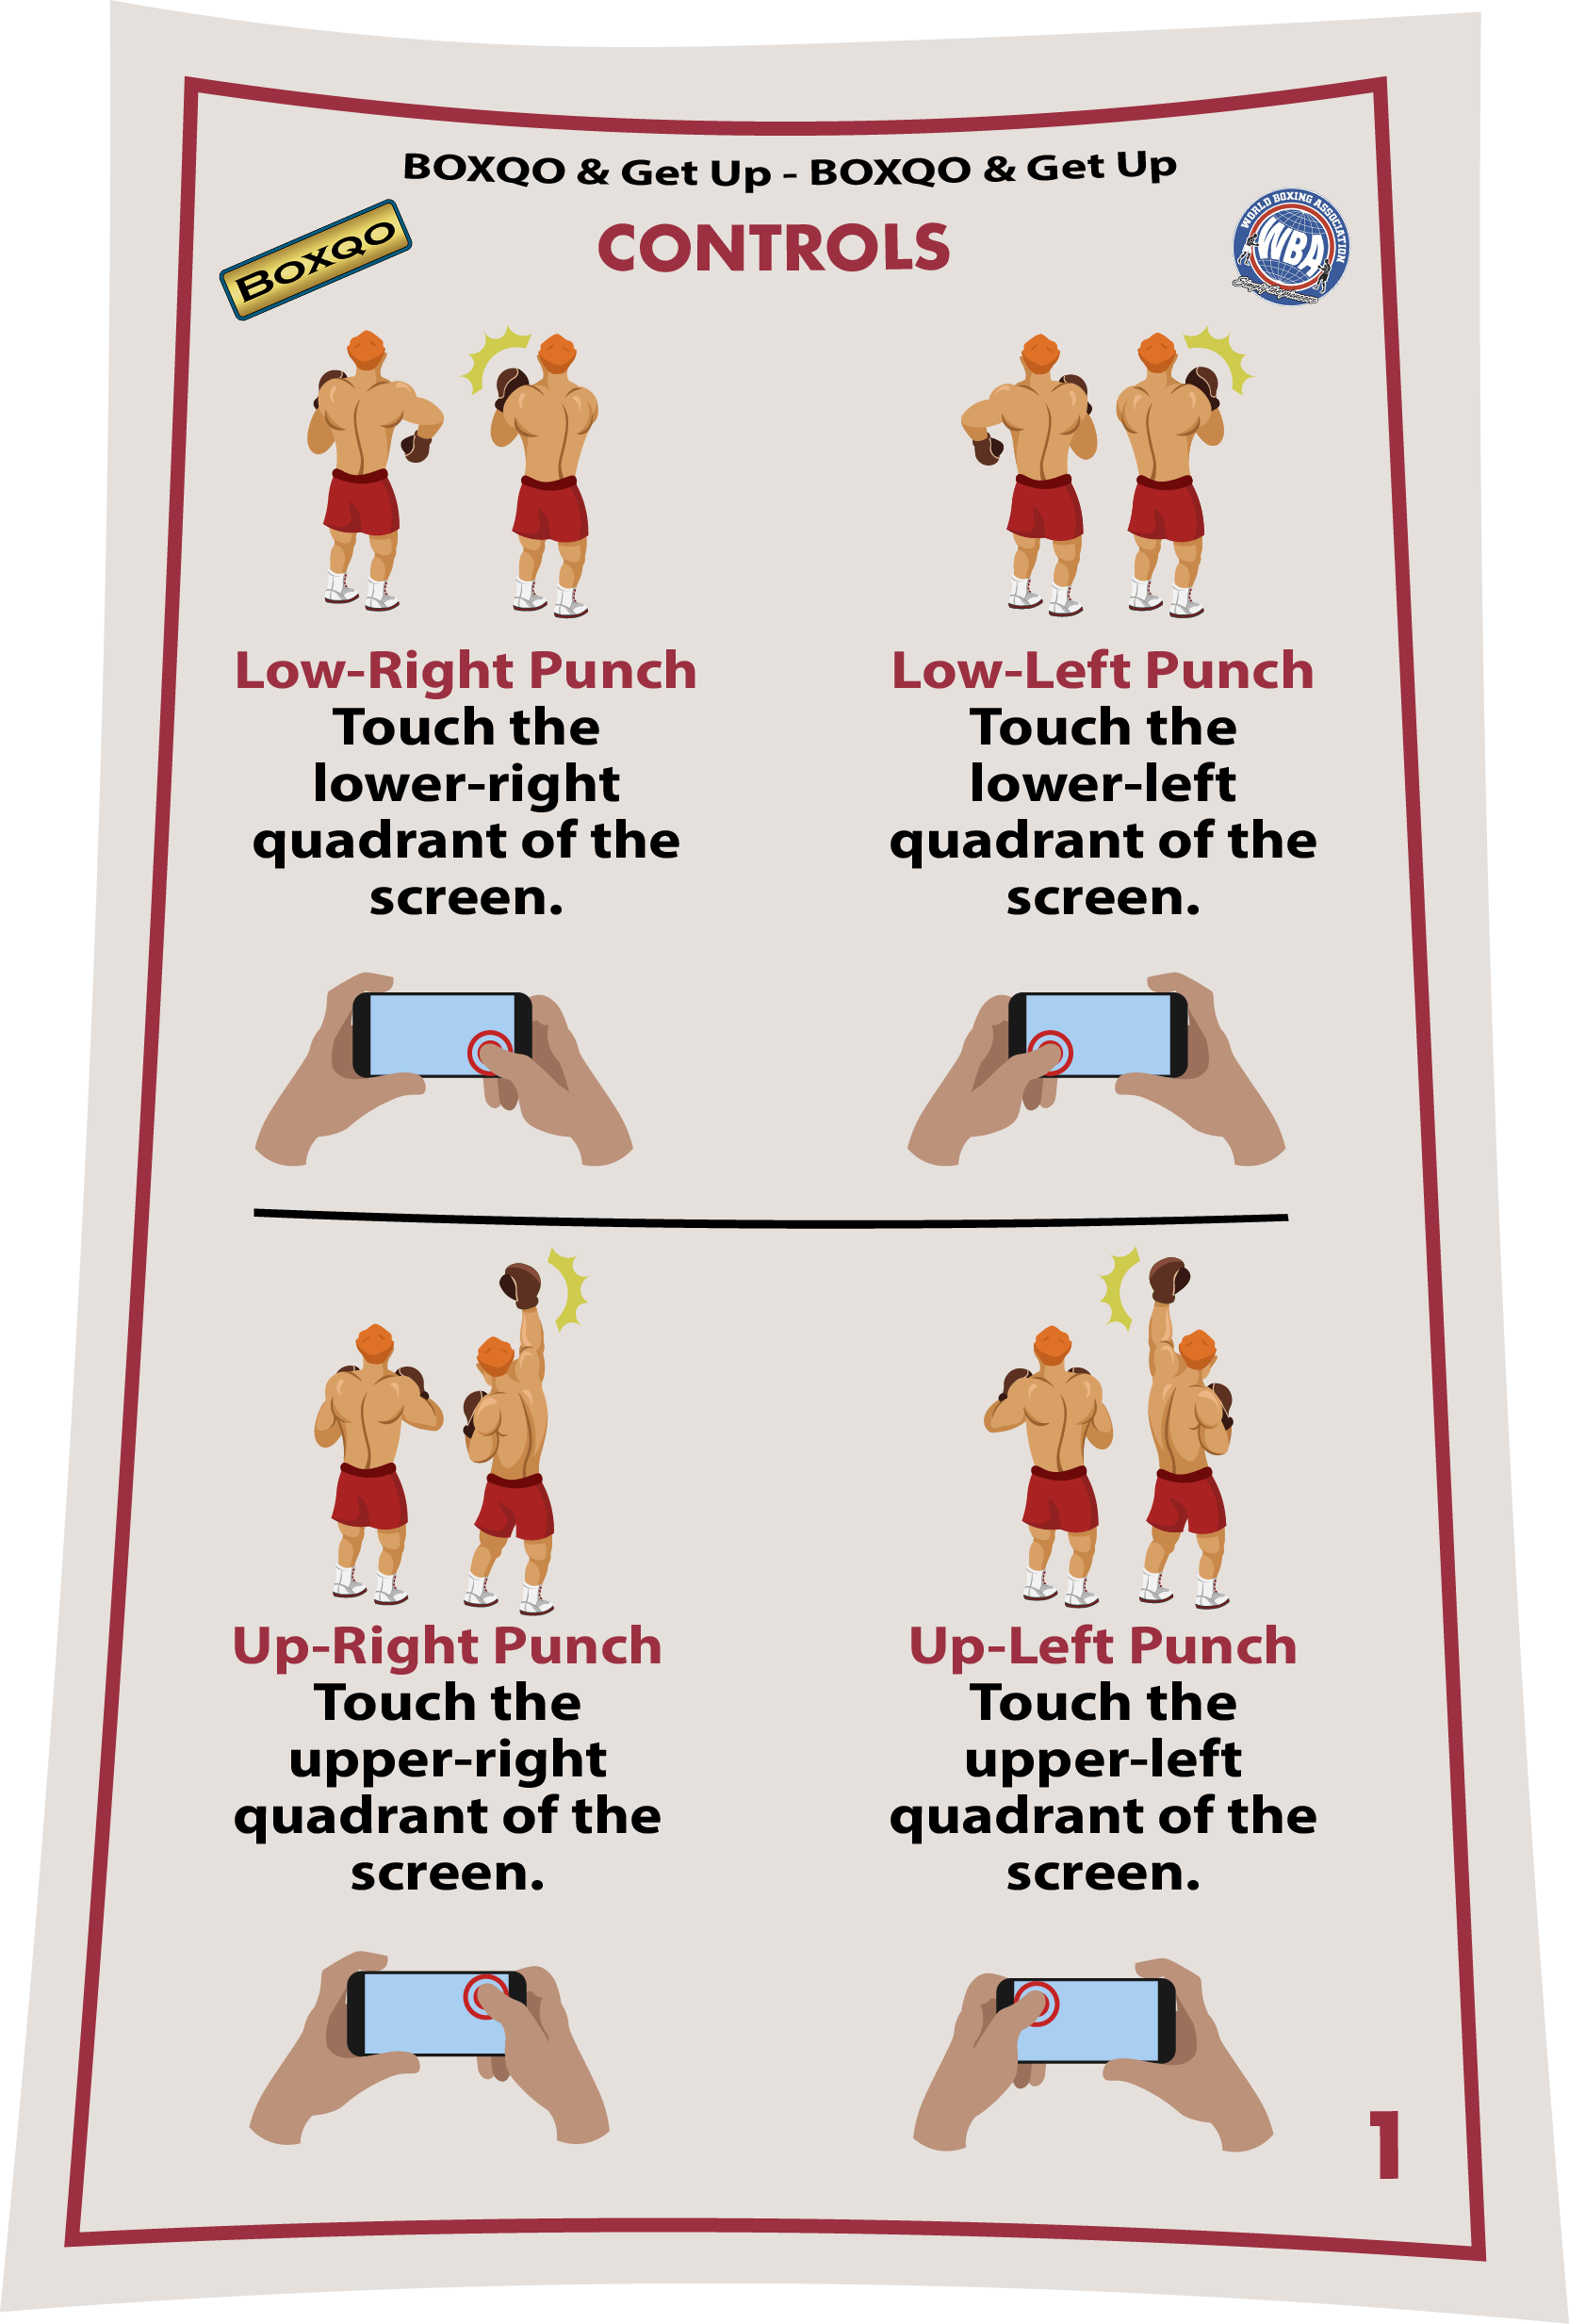 BOXQO & Get Up - BOXQO & Get Up
CONTROLS
BOXQO
WORLD BOXING ASSOCIATION
WBA
Simply the pioneers
Low-Right Punch
Touch the
lower-right
quadrant of the
screen.
Low-Left Punch
Touch the
lower-left
quadrant of the
screen.
Up-Right Punch
Touch the
upper-right
quadrant of the
screen.
Up-Left Punch
Touch the
upper-left
quadrant of the
screen.
1